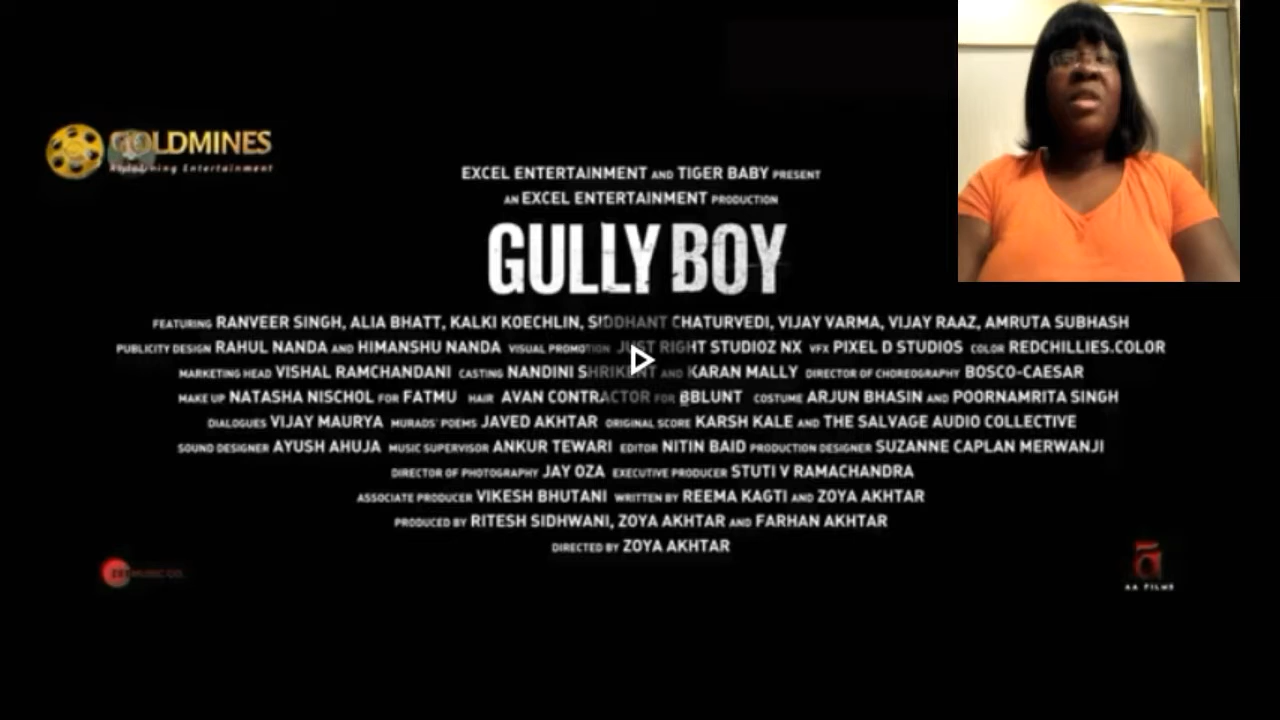 GOLDMINES
Redefining Entertainment
EXCEL ENTERTAINMENT AND TIGER BABY PRESENT
AN EXCEL ENTERTAINMENT PRODUCTION
GULLY BOY
FEATURING RANVEER SINGH, ALIA BHATT, KALKI KOECHLIN, SIDDHANT CHATURVEDI, VIJAY VARMA, VIJAY RAAZ, AMRUTA SUBHASH
PUBLICITY DESIGN RAHUL NANDA AND HIMANSHU NANDA VISUAL PROMOTION JUST RIGHT STUDIOZ NX VFX PIXEL D STUDIOS COLOR REDCHILLIES.COLOR
MARKETING HEAD VISHAL RAMCHANDANI CASTING NANDINI SHRIKENT AND KARAN MALLY DIRECTOR OF CHOREOGRAPHY BOSCO-CAESAR
MAKE UP NATASHA NISCHOL FOR FATMU HAIR AVAN CONTRACTOR FOR BBLUNT COSTUME ARJUN BHASIN AND POORNAMRITA SINGH
DIALOGUES VIJAY MAURYA MURADS' POEMS JAVED AKHTAR ORIGINAL SCORE KARSH KALE AND THE SALVAGE AUDIO COLLECTIVE
SOUND DESIGNER AYUSH AHUJA MUSIC SUPERVISOR ANKUR TEWARI EDITOR NITIN BAID PRODUCTION DESIGNER SUZANNE CAPLAN MERWANJI
DIRECTOR OF PHOTOGRAPHY JAY OZA EXECUTIVE PRODUCER STUTI V RAMACHANDRA
ASSOCIATE PRODUCER VIKESH BHUTANI WRITTEN BY REEMA KAGTI AND ZOYA AKHTAR
PRODUCED BY RITESH SIDHWANI, ZOYA AKHTAR AND FARHAN AKHTAR
DIRECTED BY ZOYA AKHTAR
ZEE MUSIC CO.
AA FILMS